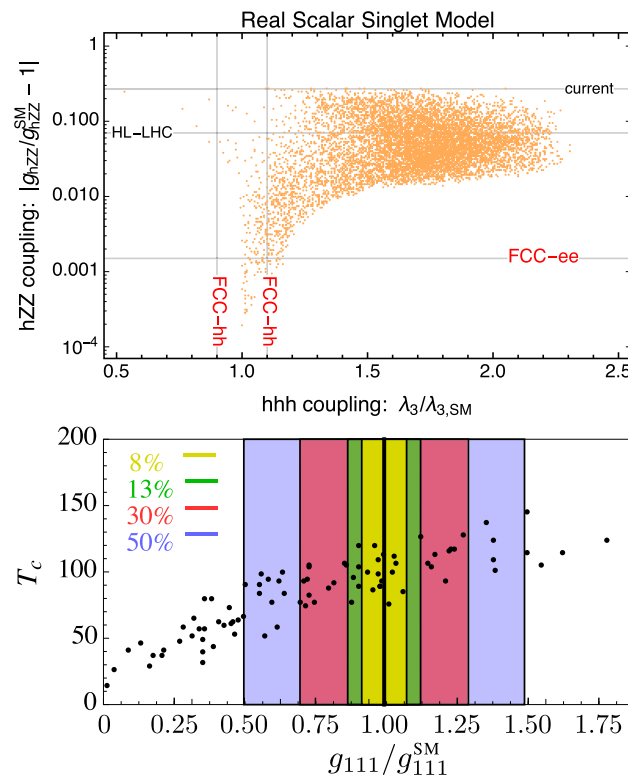 Real Scalar Singlet Model
hZZ coupling: |g_hZZ/g^SM_hZZ − 1|
1
0.100
0.010
0.001
10⁻⁴
current
HL−LHC
FCC−ee
FCC−hh
FCC−hh
0.5 1.0 1.5 2.0 2.5
hhh coupling: λ₃/λ₃,SM
T_c
200
150
100
50
0
8%
13%
30%
50%
0 0.25 0.50 0.75 1.00 1.25 1.50 1.75
g₁₁₁/g₁₁₁^SM